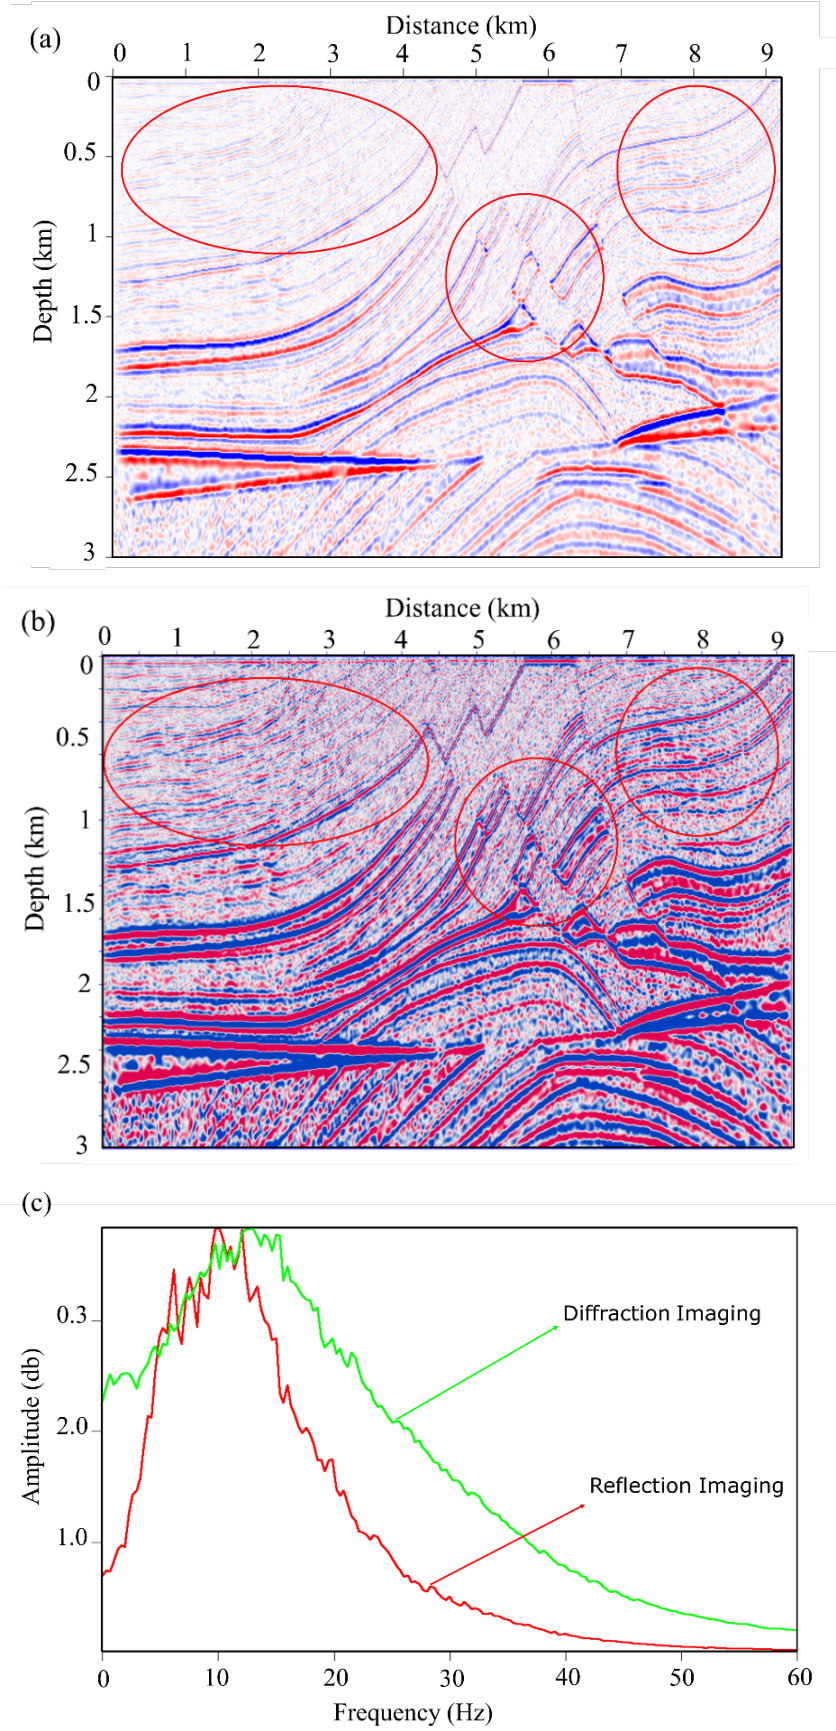 (a)
Distance (km)
0 1 2 3 4 5 6 7 8 9
Depth (km)
0
0.5
1
1.5
2
2.5
3
(b)
Distance (km)
0 1 2 3 4 5 6 7 8 9
Depth (km)
0
0.5
1
1.5
2
2.5
3
(c)
Amplitude (db)
0.3
2.0
1.0
Diffraction Imaging
Reflection Imaging
0 10 20 30 40 50 60
Frequency (Hz)